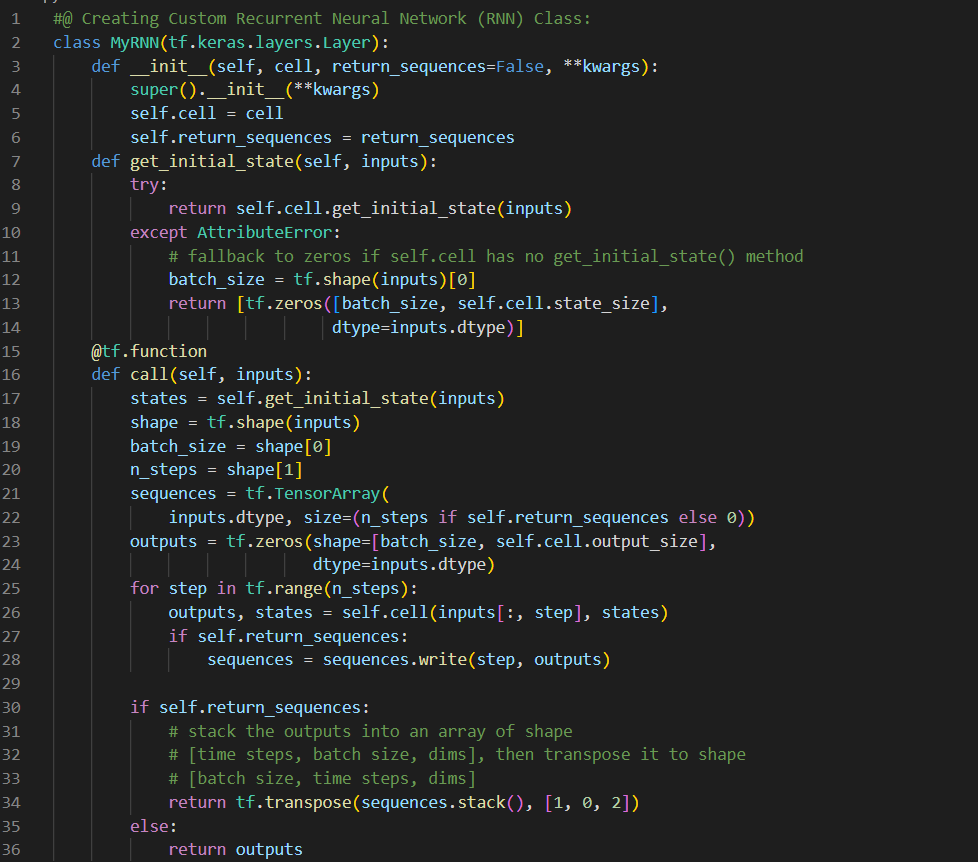 1 #@ Creating Custom Recurrent Neural Network (RNN) Class:
2 class MyRNN(tf.keras.layers.Layer):
3     def __init__(self, cell, return_sequences=False, **kwargs):
4         super().__init__(**kwargs)
5         self.cell = cell
6         self.return_sequences = return_sequences
7     def get_initial_state(self, inputs):
8         try:
9             return self.cell.get_initial_state(inputs)
10         except AttributeError:
11             # fallback to zeros if self.cell has no get_initial_state() method
12             batch_size = tf.shape(inputs)[0]
13             return [tf.zeros([batch_size, self.cell.state_size],
14                              dtype=inputs.dtype)]
15     @tf.function
16     def call(self, inputs):
17         states = self.get_initial_state(inputs)
18         shape = tf.shape(inputs)
19         batch_size = shape[0]
20         n_steps = shape[1]
21         sequences = tf.TensorArray(
22             inputs.dtype, size=(n_steps if self.return_sequences else 0))
23         outputs = tf.zeros(shape=[batch_size, self.cell.output_size],
24                            dtype=inputs.dtype)
25         for step in tf.range(n_steps):
26             outputs, states = self.cell(inputs[:, step], states)
27             if self.return_sequences:
28                 sequences = sequences.write(step, outputs)
29
30         if self.return_sequences:
31             # stack the outputs into an array of shape
32             # [time steps, batch size, dims], then transpose it to shape
33             # [batch size, time steps, dims]
34             return tf.transpose(sequences.stack(), [1, 0, 2])
35         else:
36             return outputs